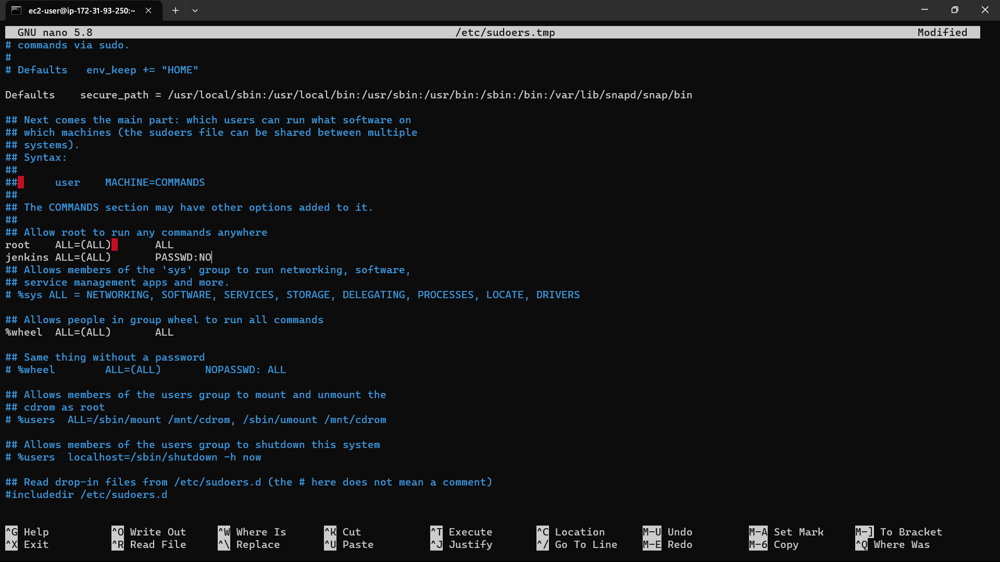 ec2-user@ip-172-31-93-250:~
GNU nano 5.8 /etc/sudoers.tmp Modified
# commands via sudo.
#
# Defaults   env_keep += "HOME"
Defaults    secure_path = /usr/local/sbin:/usr/local/bin:/usr/sbin:/usr/bin:/sbin:/bin:/var/lib/snapd/snap/bin
## Next comes the main part: which users can run what software on
## which machines (the sudoers file can be shared between multiple
## systems).
## Syntax:
##
##      user    MACHINE=COMMANDS
##
## The COMMANDS section may have other options added to it.
##
## Allow root to run any commands anywhere
root    ALL=(ALL)       ALL
jenkins ALL=(ALL)       PASSWD:NO
## Allows members of the 'sys' group to run networking, software,
## service management apps and more.
# %sys ALL = NETWORKING, SOFTWARE, SERVICES, STORAGE, DELEGATING, PROCESSES, LOCATE, DRIVERS
## Allows people in group wheel to run all commands
%wheel  ALL=(ALL)       ALL
## Same thing without a password
# %wheel        ALL=(ALL)       NOPASSWD: ALL
## Allows members of the users group to mount and unmount the
## cdrom as root
# %users  ALL=/sbin/mount /mnt/cdrom, /sbin/umount /mnt/cdrom
## Allows members of the users group to shutdown this system
# %users  localhost=/sbin/shutdown -h now
## Read drop-in files from /etc/sudoers.d (the # here does not mean a comment)
#includedir /etc/sudoers.d
^G Help ^O Write Out ^W Where Is ^K Cut ^T Execute ^C Location M-U Undo M-A Set Mark M-] To Bracket
^X Exit ^R Read File ^\ Replace ^U Paste ^J Justify ^/ Go To Line M-E Redo M-6 Copy ^Q Where Was